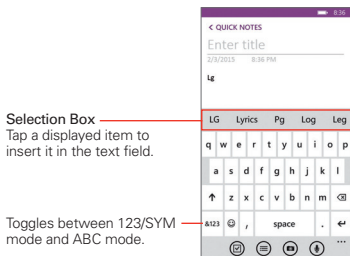 8:36
< QUICK NOTES
Enter title
2/3/2015 8:36 PM
Lg
Selection Box
Tap a displayed item to
insert it in the text field.
LG Lyrics Pg Log Leg
q w e r t y u i o p
a s d f g h j k l
z x c v b n m
Toggles between 123/SYM
mode and ABC mode.
&123 , space .
...